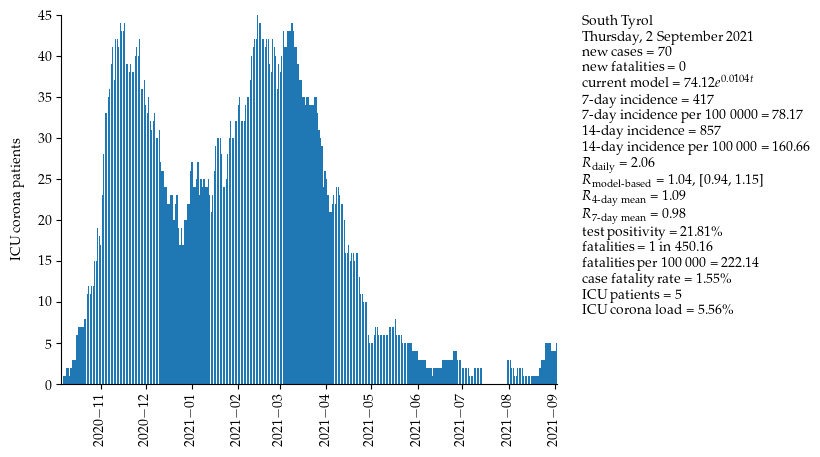 45
40
35
30
25
20
15
10
5
0
ICU corona patients
2020−11
2020−12
2021−01
2021−02
2021−03
2021−04
2021−05
2021−06
2021−07
2021−08
2021−09
South Tyrol
Thursday, 2 September 2021
new cases = 70
new fatalities = 0
current model = 74.12e^0.0104t
7-day incidence = 417
7-day incidence per 100 0000 = 78.17
14-day incidence = 857
14-day incidence per 100 000 = 160.66
R_daily = 2.06
R_model-based = 1.04, [0.94, 1.15]
R_4-day mean = 1.09
R_7-day mean = 0.98
test positivity = 21.81%
fatalities = 1 in 450.16
fatalities per 100 000 = 222.14
case fatality rate = 1.55%
ICU patients = 5
ICU corona load = 5.56%